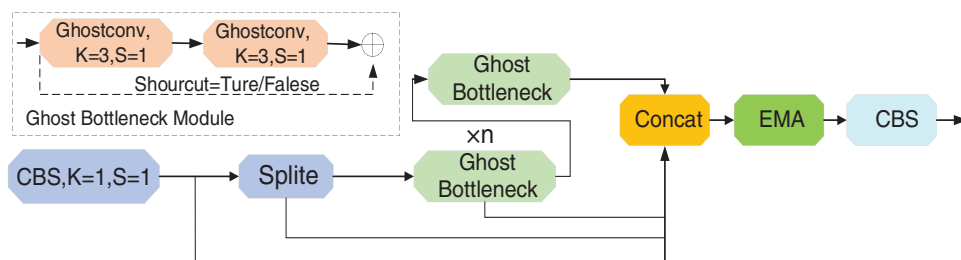 Ghostconv,
K=3,S=1
Ghostconv,
K=3,S=1
Shourcut=Ture/Falese
Ghost Bottleneck Module
Ghost
Bottleneck
×n
Concat
EMA
CBS
CBS,K=1,S=1
Splite
Ghost
Bottleneck